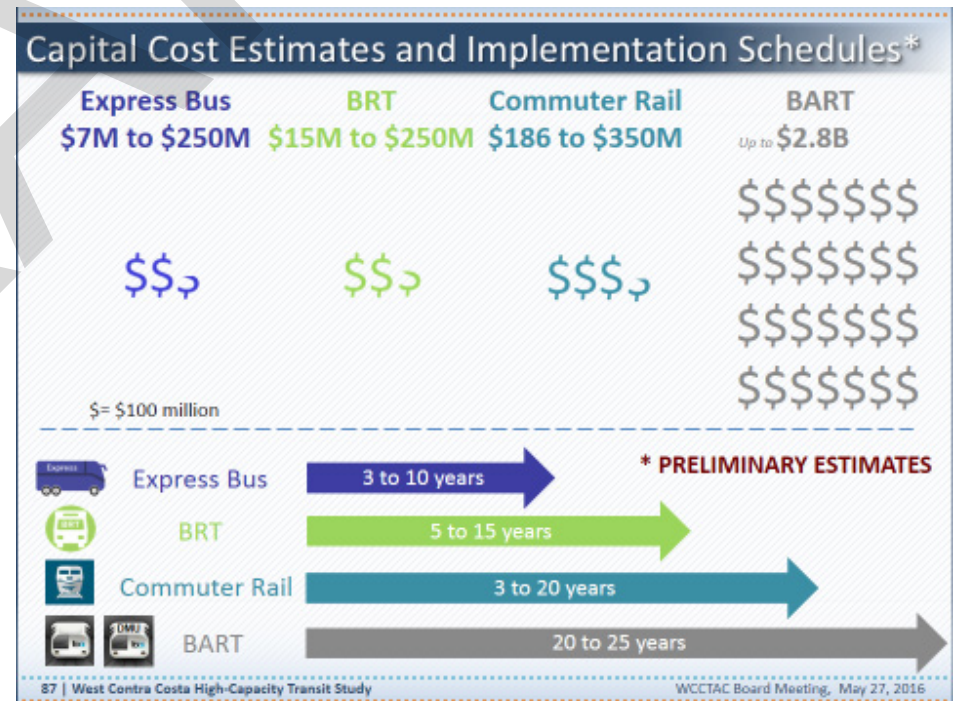 Capital Cost Estimates and Implementation Schedules*
Express Bus
$7M to $250M
BRT
$15M to $250M
Commuter Rail
$186 to $350M
BART
Up to $2.8B
$$
$$
$$$
$$$$$$$
$$$$$$$
$$$$$$$
$$$$$$$
$= $100 million
* PRELIMINARY ESTIMATES
Express
Express Bus
3 to 10 years
BRT
BRT
5 to 15 years
Commuter Rail
3 to 20 years
DMU
BART
20 to 25 years
87 | West Contra Costa High-Capacity Transit Study
WCCTAC Board Meeting, May 27, 2016